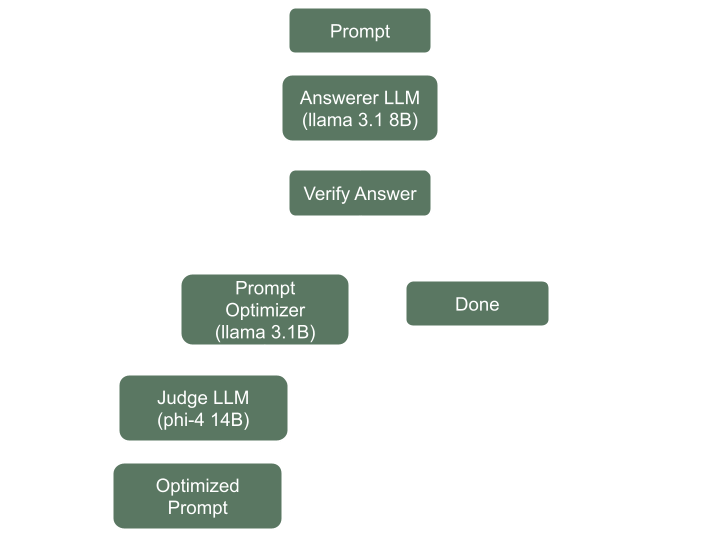 Prompt
Answerer LLM
(llama 3.1 8B)
Verify Answer
Prompt
Optimizer
(llama 3.1B)
Done
Judge LLM
(phi-4 14B)
Optimized
Prompt